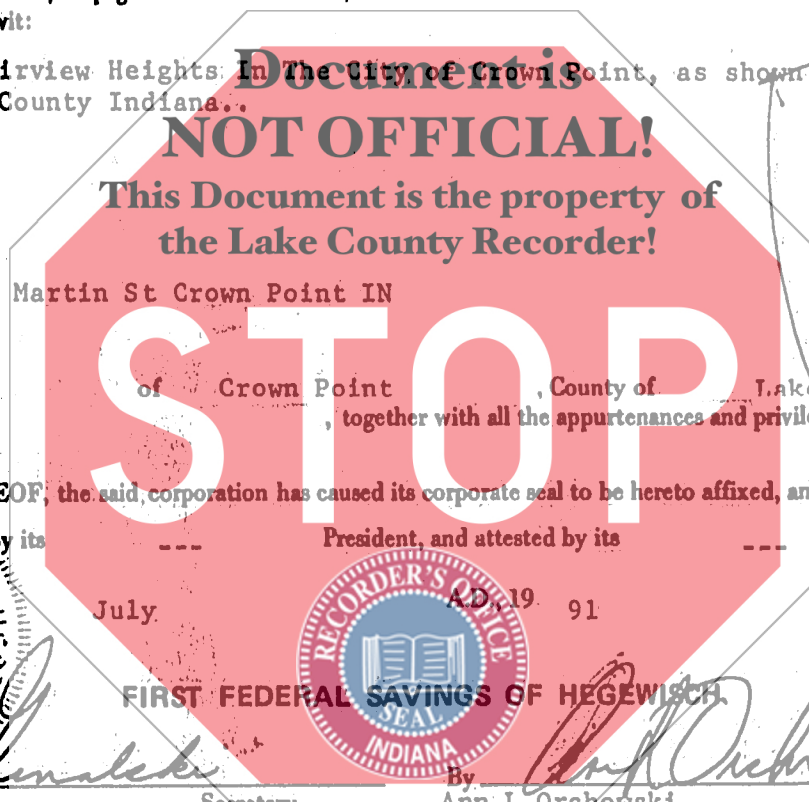 wit:
irview Heights In The City of Crown Point, as shown
County Indiana..
Document is
NOT OFFICIAL!
This Document is the property of
the Lake County Recorder!
Martin St Crown Point IN
STOP
of Crown Point , County of Lake
, together with all the appurtenances and privile
EOF, the said corporation has caused its corporate seal to be hereto affixed, an
y its --- President, and attested by its ---
July A.D., 19 91
RECORDER'S OFFICE
SEAL
INDIANA
FIRST FEDERAL SAVINGS OF HEGEWISCH
By
Secretary
Ann L Orchowski